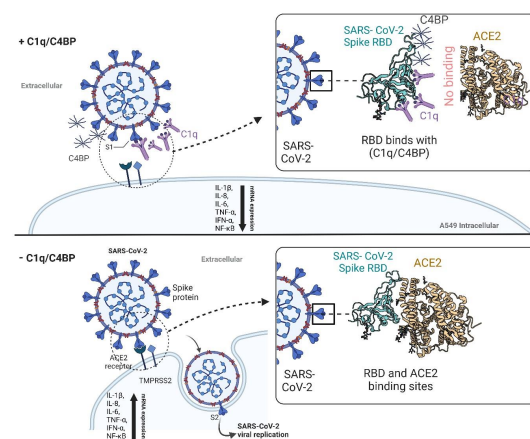 + C1q/C4BP
Extracellular
C4BP
S1
C1q
IL-1β,
IL-8,
IL-6,
TNF-α,
IFN-α,
NF-κB
mRNA expression
A549 Intracellular
SARS-CoV-2
Spike RBD
C4BP
ACE2
No binding
C1q
SARS-
CoV-2
RBD binds with
(C1q/C4BP)
- C1q/C4BP
SARS-CoV-2
Extracellular
Spike
protein
ACE2
receptor
TMPRSS2
IL-1β,
IL-8,
IL-6,
TNF-α,
IFN-α,
NF-κB
mRNA expression
S2
SARS-CoV-2
viral replication
SARS- CoV-2
Spike RBD
ACE2
SARS-
CoV-2
RBD and ACE2
binding sites